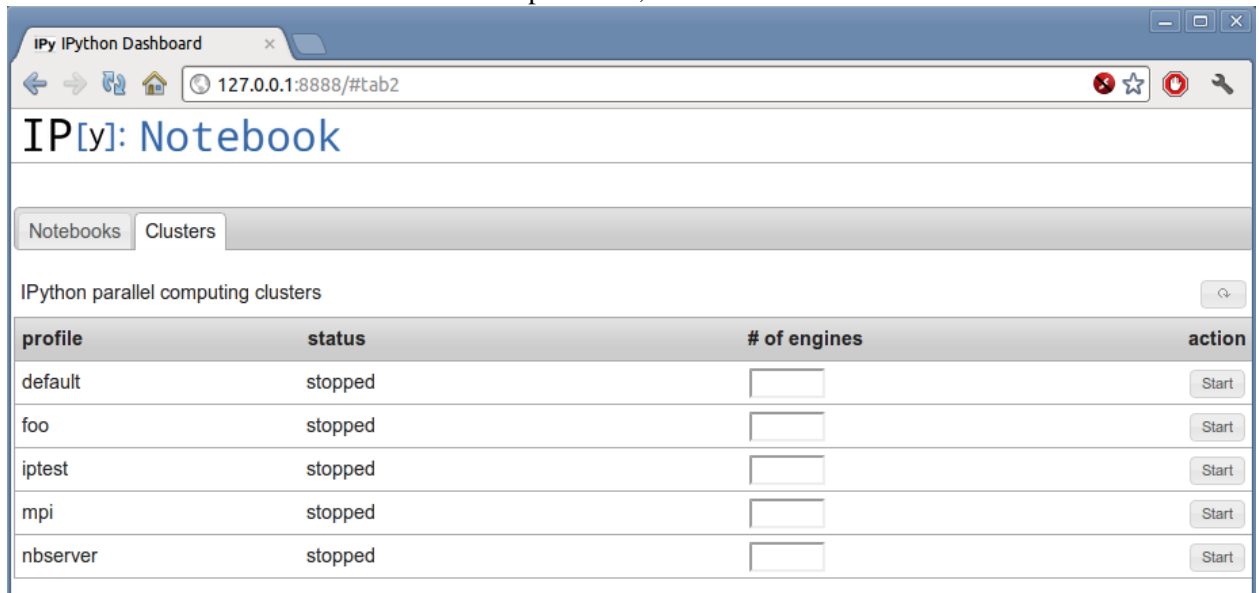 IPy IPython Dashboard
127.0.0.1:8888/#tab2
IP[y]: Notebook
Notebooks Clusters
IPython parallel computing clusters
profile status # of engines action
default stopped Start
foo stopped Start
iptest stopped Start
mpi stopped Start
nbserver stopped Start